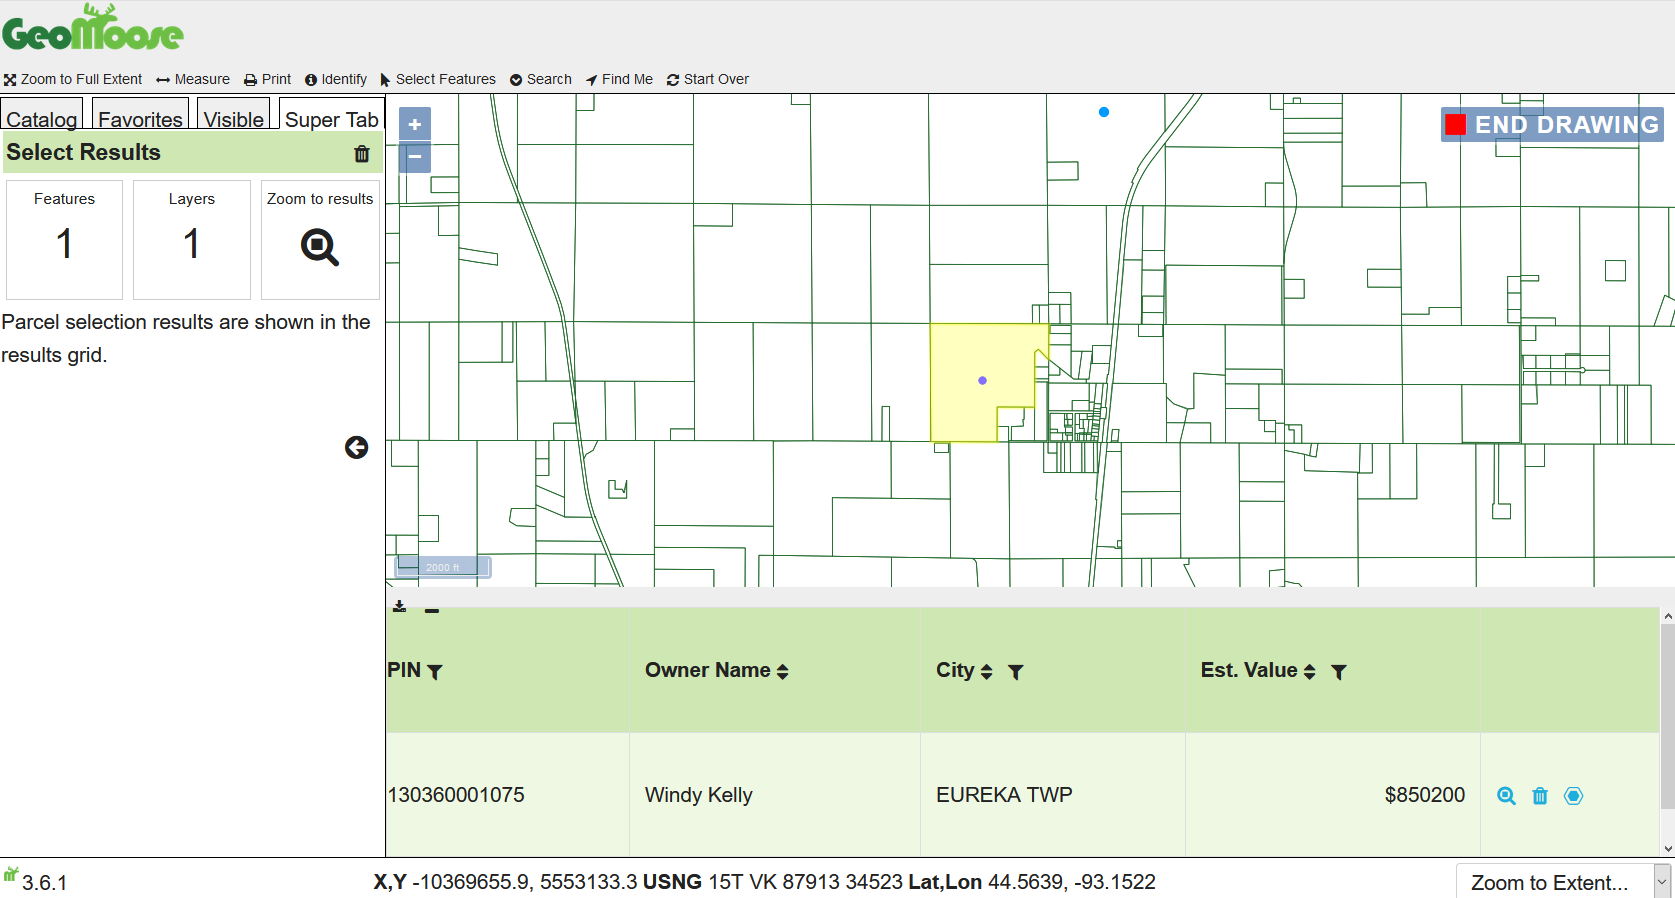 GeoMoose
Zoom to Full Extent Measure Print Identify Select Features Search Find Me Start Over
Catalog Favorites Visible Super Tab
+
−
END DRAWING
Select Results
Features Layers Zoom to results
1 1
Parcel selection results are shown in the
results grid.
2000 ft
PIN Owner Name City Est. Value
130360001075 Windy Kelly EUREKA TWP $850200
3.6.1 X,Y -10369655.9, 5553133.3 USNG 15T VK 87913 34523 Lat,Lon 44.5639, -93.1522 Zoom to Extent...